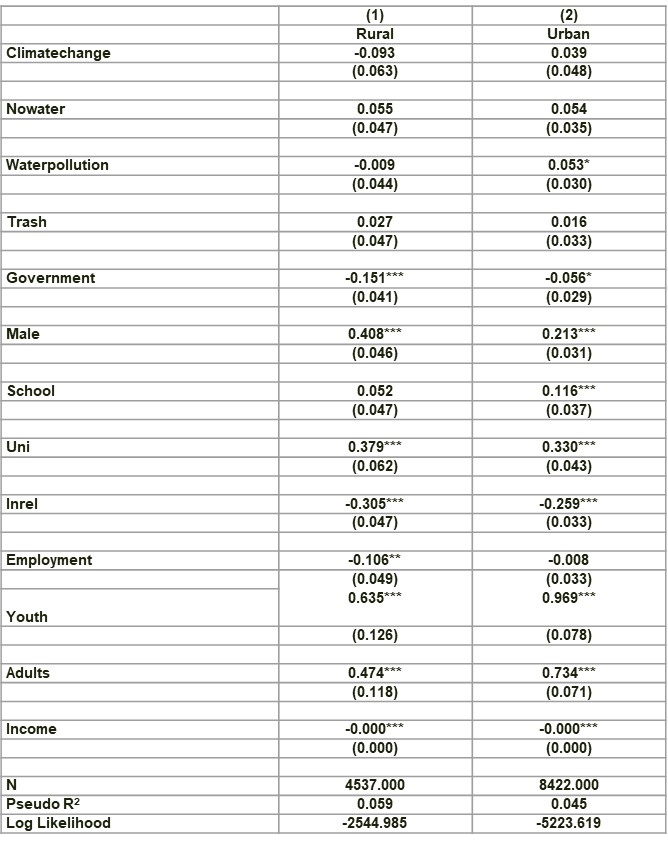 (1) (2)
Rural Urban
Climatechange -0.093 0.039
(0.063) (0.048)
Nowater 0.055 0.054
(0.047) (0.035)
Waterpollution -0.009 0.053*
(0.044) (0.030)
Trash 0.027 0.016
(0.047) (0.033)
Government -0.151*** -0.056*
(0.041) (0.029)
Male 0.408*** 0.213***
(0.046) (0.031)
School 0.052 0.116***
(0.047) (0.037)
Uni 0.379*** 0.330***
(0.062) (0.043)
Inrel -0.305*** -0.259***
(0.047) (0.033)
Employment -0.106** -0.008
(0.049) (0.033)
Youth 0.635*** 0.969***
(0.126) (0.078)
Adults 0.474*** 0.734***
(0.118) (0.071)
Income -0.000*** -0.000***
(0.000) (0.000)
N 4537.000 8422.000
Pseudo R² 0.059 0.045
Log Likelihood -2544.985 -5223.619